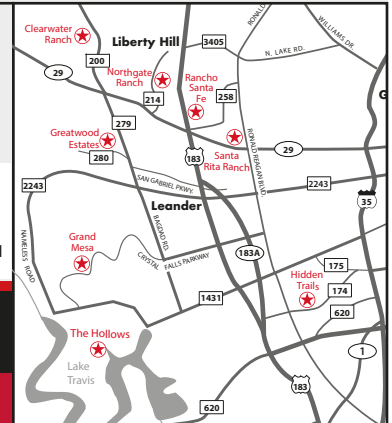 Clearwater
Ranch
Liberty Hill
RONALD
WILLIAMS DR.
3405
N. LAKE RD.
200
29
Northgate
Ranch
Rancho
Santa
Fe
214
258
G
279
Greatwood
Estates
280
183
Santa
Rita Ranch
RONALD REAGAN BLVD.
29
SAN GABRIEL PKWY.
2243
2243
Leander
35
BAGDAD RD.
NAMELESS ROAD
Grand
Mesa
CRYSTAL FALLS PARKWAY
183A
175
Hidden
Trails
174
1431
620
The Hollows
1
Lake
Travis
183
620